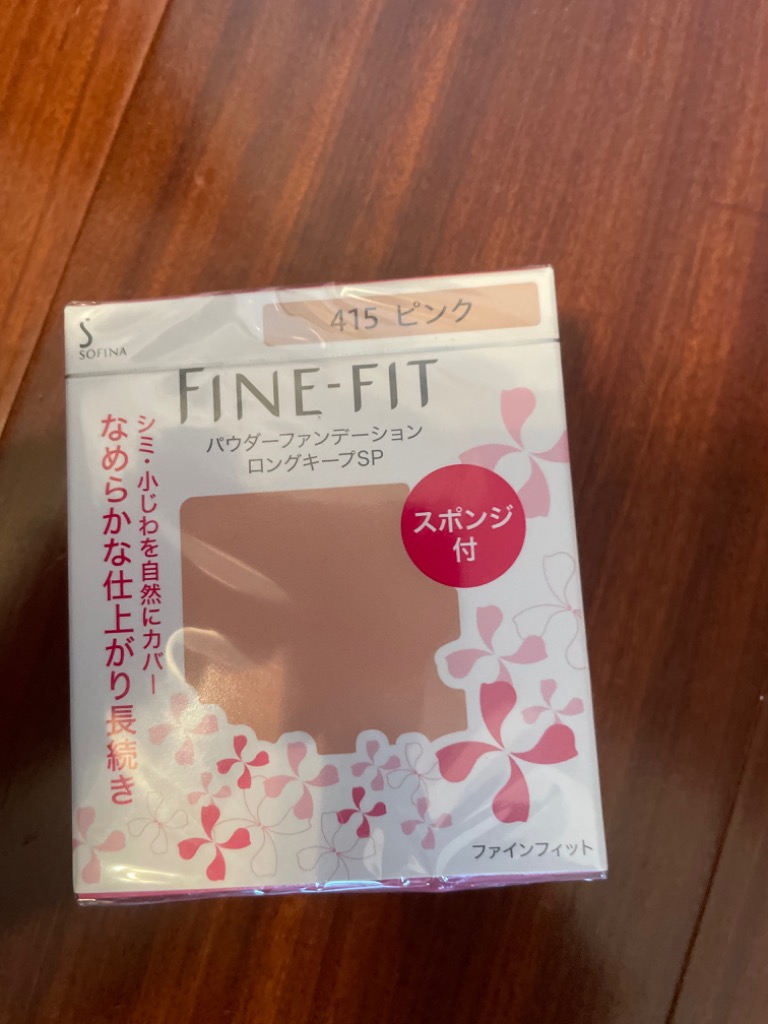 415 ピンク
S
SOFINA
FINE-FIT
パウダーファンデーション
ロングキープSP
シミ・小じわを自然にカバー
なめらかな仕上がり長続き
スポンジ
付
ファインフィット